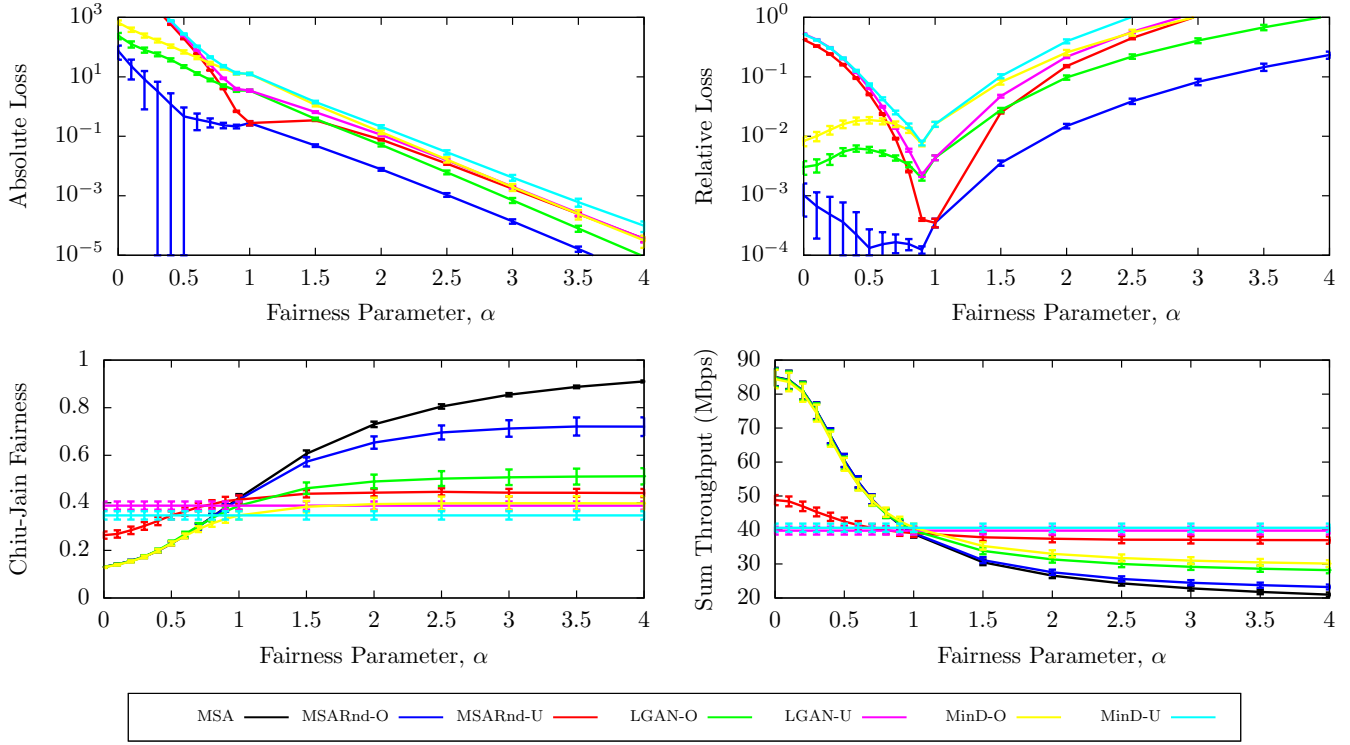 Absolute Loss
10^3
10^1
10^−1
10^−3
10^−5
0 0.5 1 1.5 2 2.5 3 3.5 4
Fairness Parameter, α
Relative Loss
10^0
10^−1
10^−2
10^−3
10^−4
0 0.5 1 1.5 2 2.5 3 3.5 4
Fairness Parameter, α
Chiu-Jain Fairness
1
0.8
0.6
0.4
0.2
0
0 0.5 1 1.5 2 2.5 3 3.5 4
Fairness Parameter, α
Sum Throughput (Mbps)
90
80
70
60
50
40
30
20
0 0.5 1 1.5 2 2.5 3 3.5 4
Fairness Parameter, α
MSA MSARnd-O MSARnd-U LGAN-O LGAN-U MinD-O MinD-U